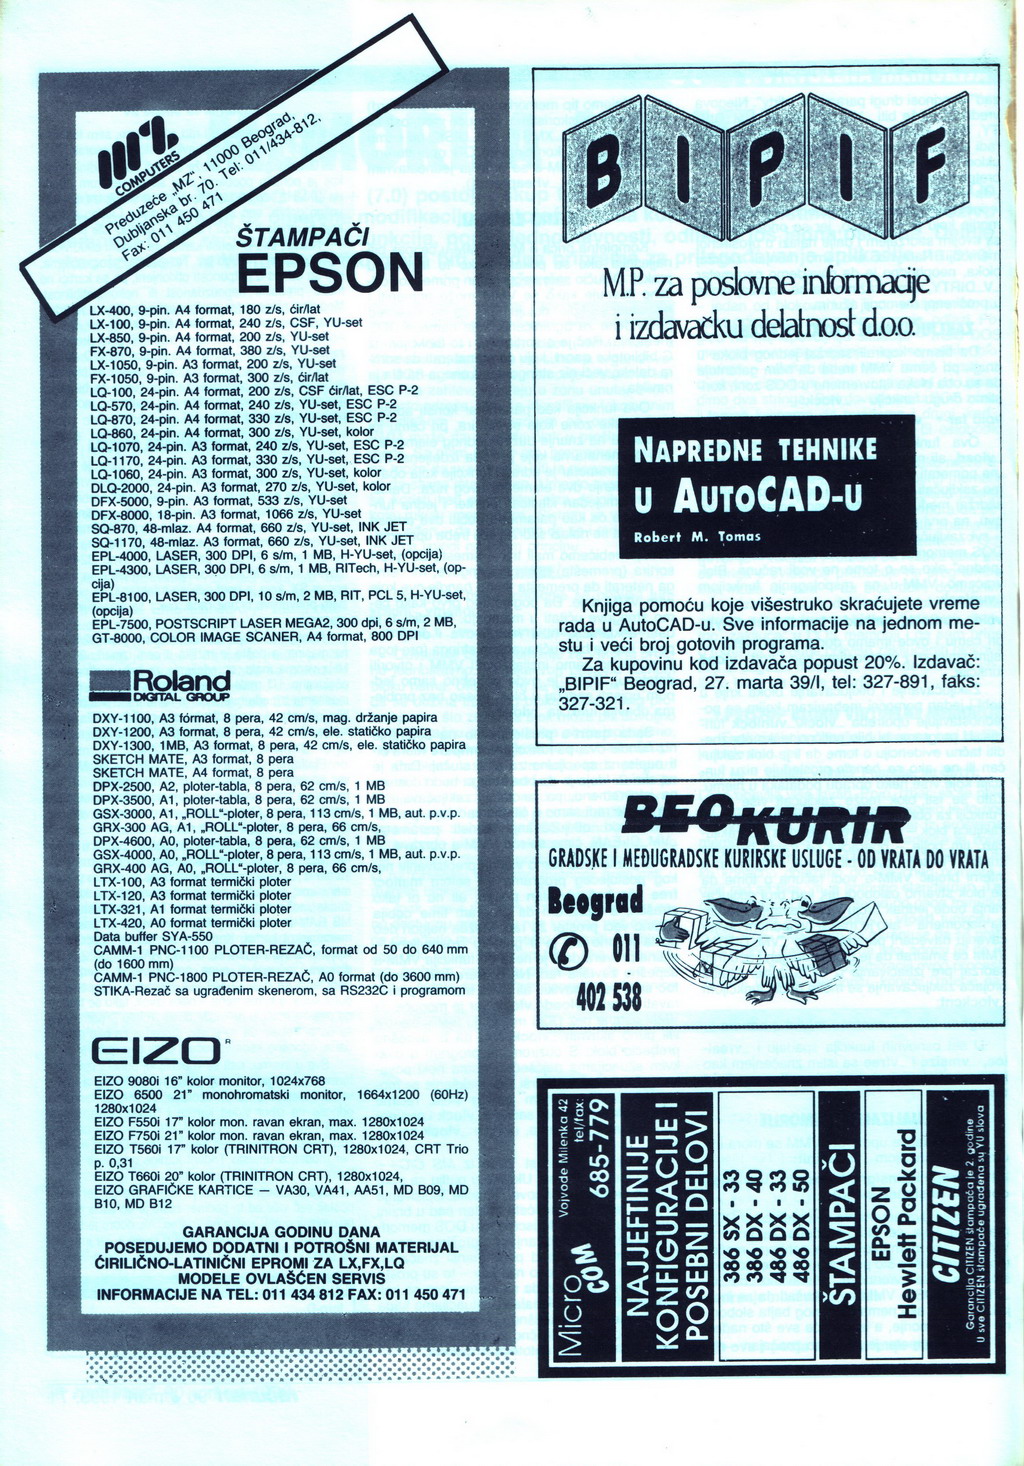 MZ COMPUTERS
Preduzeće „MZ", 11000 Beograd,
Dubljanska br. 70. Tel: 011/434-812,
Fax: 011 450 471
ŠTAMPAČI
EPSON
LX-400, 9-pin. A4 format, 180 z/s, ćir/lat
LX-100, 9-pin. A4 format, 240 z/s, CSF, YU-set
LX-850, 9-pin. A4 format, 200 z/s, YU-set
FX-870, 9-pin. A4 format, 380 z/s, YU-set
LX-1050, 9-pin. A3 format, 200 z/s, YU-set
FX-1050, 9-pin. A3 format, 300 z/s, ćir/lat
LQ-100, 24-pin. A4 format, 200 z/s, CSF ćir/lat, ESC P-2
LQ-570, 24-pin. A4 format, 240 z/s, YU-set, ESC P-2
LQ-870, 24-pin. A4 format, 330 z/s, YU-set, ESC P-2
LQ-860, 24-pin. A4 format, 300 z/s, YU-set, kolor
LQ-1070, 24-pin. A3 format, 240 z/s, YU-set, ESC P-2
LQ-1170, 24-pin. A3 format, 330 z/s, YU-set, ESC P-2
LQ-1060, 24-pin. A3 format, 300 z/s, YU-set, kolor
DLQ-2000, 24-pin. A3 format, 270 z/s, YU-set, kolor
DFX-5000, 9-pin. A3 format, 533 z/s, YU-set
DFX-8000, 18-pin. A3 format, 1066 z/s, YU-set
SQ-870, 48-mlaz. A4 format, 660 z/s, YU-set, INK JET
SQ-1170, 48-mlaz. A3 format, 660 z/s, YU-set, INK JET
EPL-4000, LASER, 300 DPI, 6 s/m, 1 MB, H-YU-set, (opcija)
EPL-4300, LASER, 300 DPI, 6 s/m, 1 MB, RITech, H-YU-set, (op-
cija)
EPL-8100, LASER, 300 DPI, 10 s/m, 2 MB, RIT, PCL 5, H-YU-set,
(opcija)
EPL-7500, POSTSCRIPT LASER MEGA2, 300 dpi, 6 s/m, 2 MB,
GT-8000, COLOR IMAGE SCANER, A4 format, 800 DPI
Roland
DIGITAL GROUP
DXY-1100, A3 format, 8 pera, 42 cm/s, mag. držanje papira
DXY-1200, A3 format, 8 pera, 42 cm/s, ele. statičko papira
DXY-1300, 1MB, A3 format, 8 pera, 42 cm/s, ele. statičko papira
SKETCH MATE, A3 format, 8 pera
SKETCH MATE, A4 format, 8 pera
DPX-2500, A2, ploter-tabla, 8 pera, 62 cm/s, 1 MB
DPX-3500, A1, ploter-tabla, 8 pera, 62 cm/s, 1 MB
GSX-3000, A1, „ROLL"-ploter, 8 pera, 113 cm/s, 1 MB, aut. p.v.p.
GRX-300 AG, A1, „ROLL"-ploter, 8 pera, 66 cm/s,
DPX-4600, A0, ploter-tabla, 8 pera, 62 cm/s, 1 MB
GSX-4000, A0, „ROLL"-ploter, 8 pera, 113 cm/s, 1 MB, aut. p.v.p.
GRX-400 AG, A0, „ROLL"-ploter, 8 pera, 66 cm/s,
LTX-100, A3 format termički ploter
LTX-120, A3 format termički ploter
LTX-321, A1 format termički ploter
LTX-420, A0 format termički ploter
Data buffer SYA-550
CAMM-1 PNC-1100 PLOTER-REZAČ, format od 50 do 640 mm
(do 1600 mm)
CAMM-1 PNC-1800 PLOTER-REZAČ, A0 format (do 3600 mm)
STIKA-Rezač sa ugrađenim skenerom, sa RS232C i programom
EIZO R
EIZO 9080i 16" kolor monitor, 1024x768
EIZO 6500 21" monohromatski monitor, 1664x1200 (60Hz)
1280x1024
EIZO F550i 17" kolor mon. ravan ekran, max. 1280x1024
EIZO F750i 21" kolor mon. ravan ekran, max. 1280x1024
EIZO T560i 17" kolor (TRINITRON CRT), 1280x1024, CRT Trio
p. 0,31
EIZO T660i 20" kolor (TRINITRON CRT), 1280x1024,
EIZO GRAFIČKE KARTICE — VA30, VA41, AA51, MD B09, MD
B10, MD B12
GARANCIJA GODINU DANA
POSEDUJEMO DODATNI I POTROŠNI MATERIJAL
ĆIRILIČNO-LATINIČNI EPROMI ZA LX,FX,LQ
MODELE OVLAŠĆEN SERVIS
INFORMACIJE NA TEL: 011 434 812 FAX: 011 450 471
BIPIF
M.P. za poslovne informacije
i izdavačku delatnost d.o.o.
NAPREDNE TEHNIKE
U AUTOCAD-U
Robert M. Tomas
Knjiga pomoću koje višestruko skraćujete vreme
rada u AutoCAD-u. Sve informacije na jednom me-
stu i veći broj gotovih programa.
Za kupovinu kod izdavača popust 20%. Izdavač:
„BIPIF" Beograd, 27. marta 39/I, tel: 327-891, faks:
327-321.
BEOKURIR
GRADSKE I MEĐUGRADSKE KURIRSKE USLUGE - OD VRATA DO VRATA
Beograd
011
402 538
Micro COM
Vojvode Milenka 42
tel/fax:
685-779
NAJEFTINIJE
KONFIGURACIJE I
POSEBNI DELOVI
386 SX - 33
386 DX - 40
486 DX - 33
486 DX - 50
ŠTAMPAČI
EPSON
Hewlett Packard
CITIZEN
Garancija CITIZEN štampača je 2. godine
U sve CITIZEN štampače ugrađena su YU slova